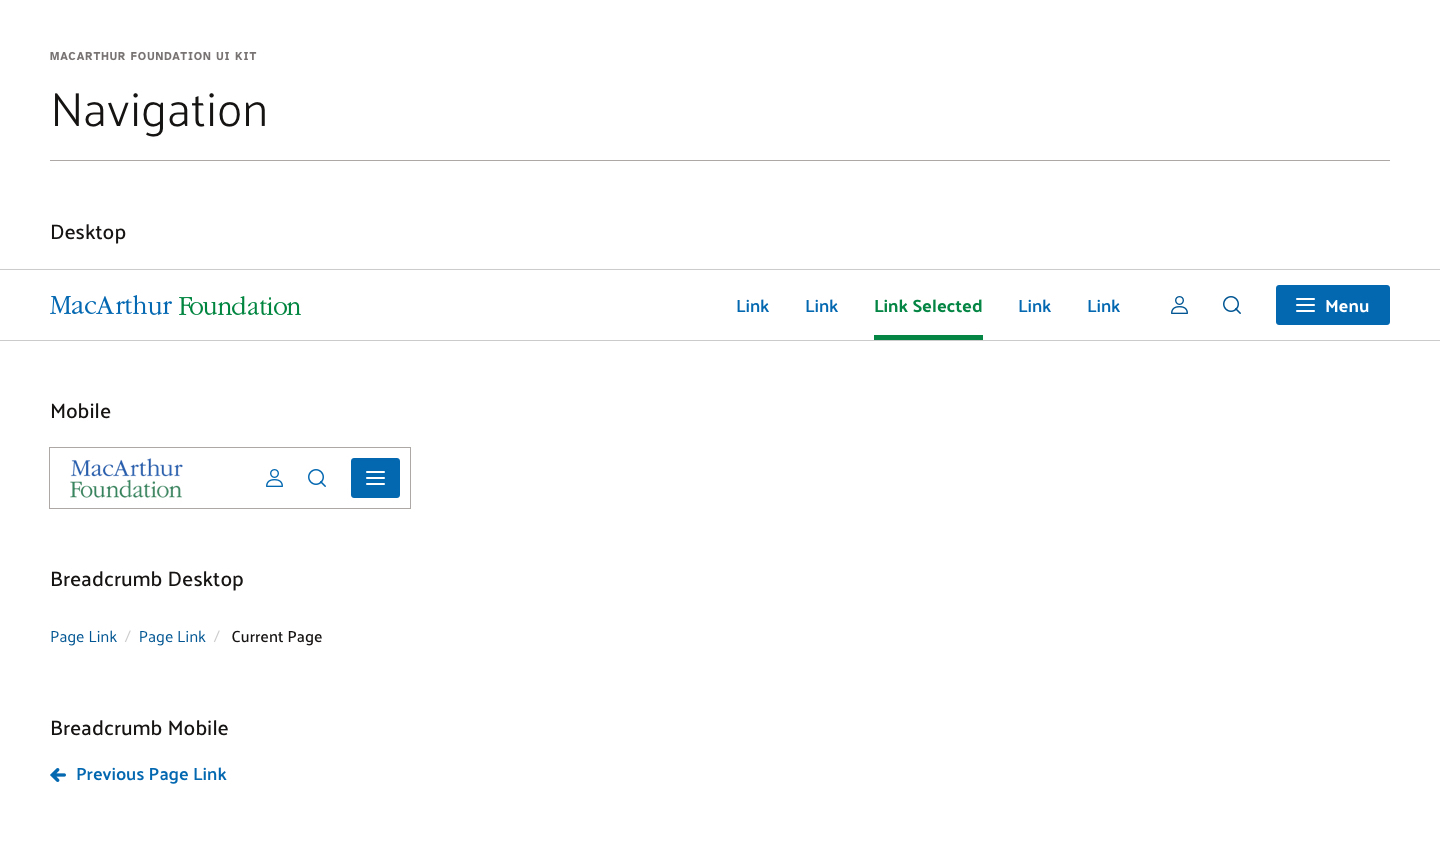 MACARTHUR FOUNDATION UI KIT
Navigation
Desktop
MacArthur Foundation Link Link Link Selected Link Link Menu
Mobile
MacArthur
Foundation
Breadcrumb Desktop
Page Link / Page Link / Current Page
Breadcrumb Mobile
Previous Page Link